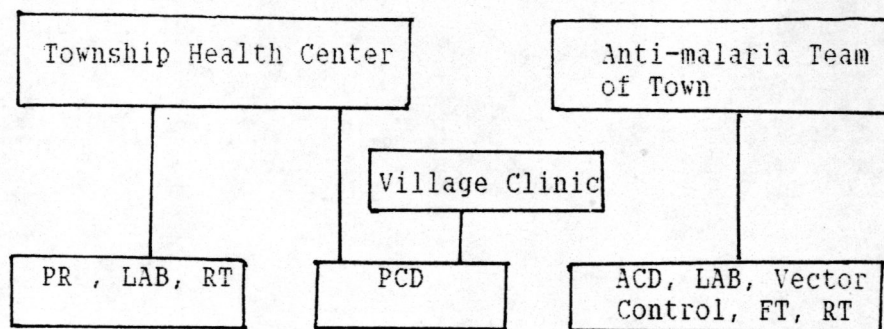 Township Health Center
Anti-malaria Team
of Town
Village Clinic
PR , LAB, RT
PCD
ACD, LAB, Vector
Control, FT, RT